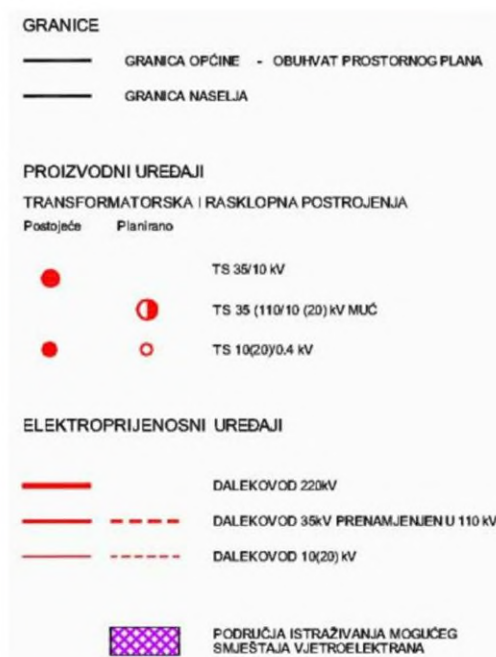 GRANICE
GRANICA OPĆINE - OBUHVAT PROSTORNOG PLANA
GRANICA NASELJA
PROIZVODNI UREĐAJI
TRANSFORMATORSKA I RASKLOPNA POSTROJENJA
Postojeće Planirano
TS 35/10 kV
TS 35 (110/10 (20) kV MUĆ
TS 10(20)/0.4 kV
ELEKTROPRIJENOSNI UREĐAJI
DALEKOVOD 220kV
DALEKOVOD 35kV PRENAMJENJEN U 110 kV
DALEKOVOD 10(20) kV
PODRUČJA ISTRAŽIVANJA MOGUĆEG
SMJEŠTAJA VJETROELEKTRANA